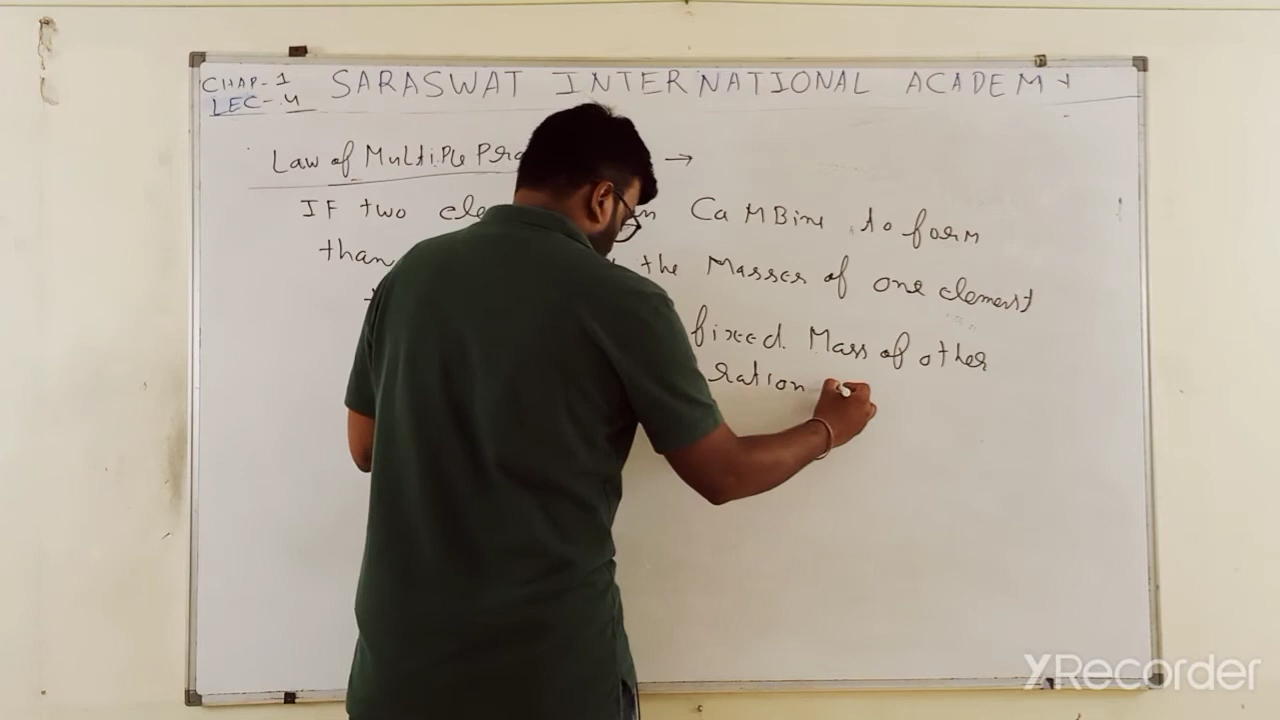 CHAP-1
LEC-4
SARASWAT INTERNATIONAL ACADEMY
Law of Multiple Pro →
IF two ele n CaMBine to form
than the Masses of one element
fixed Mass of other
ration
XRecorder